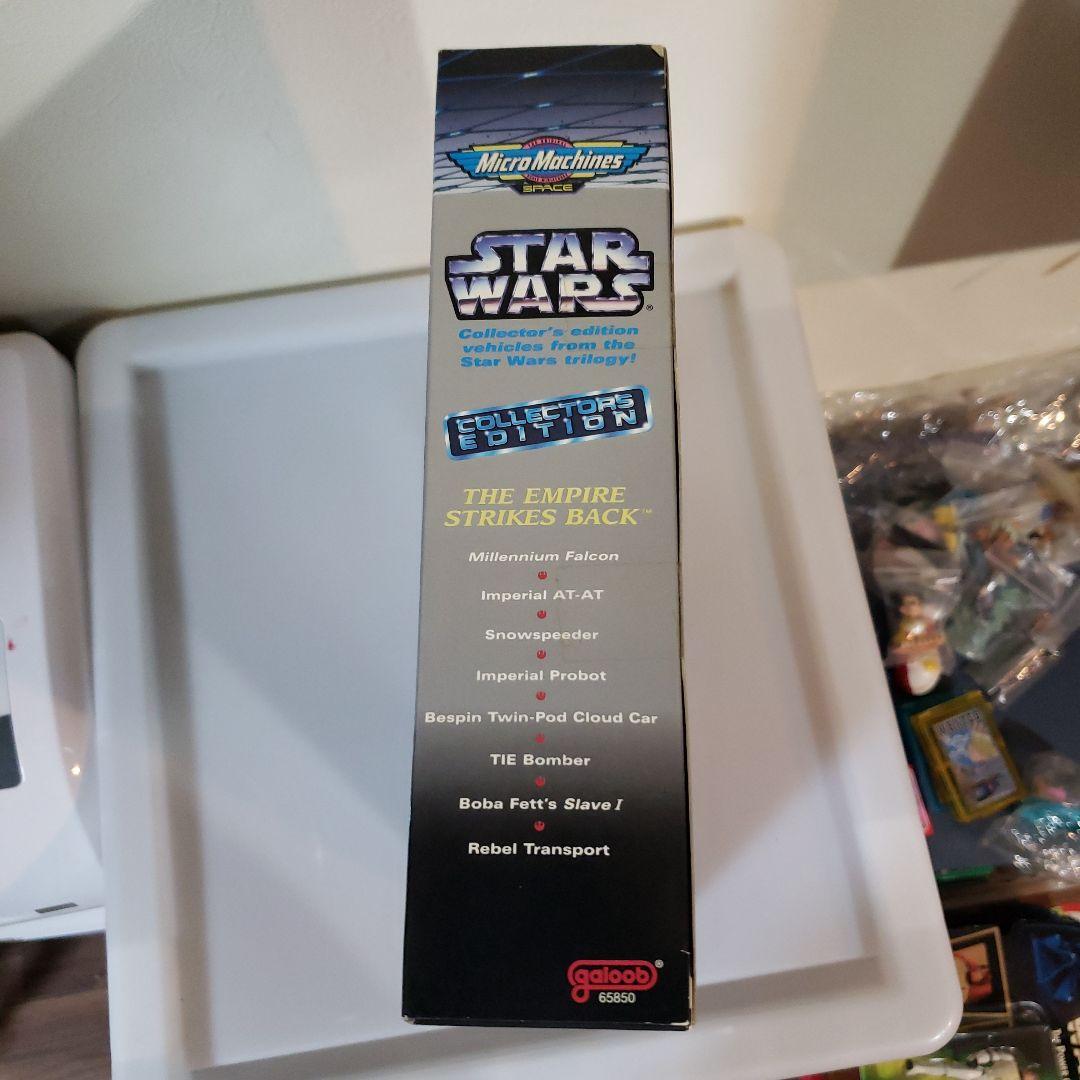 THE ORIGINAL
MicroMachines
SPACE
STAR
WARS®
Collector's edition
vehicles from the
Star Wars trilogy!
COLLECTORS
EDITION
THE EMPIRE
STRIKES BACK™
Millennium Falcon
Imperial AT-AT
Snowspeeder
Imperial Probot
Bespin Twin-Pod Cloud Car
TIE Bomber
Boba Fett's Slave I
Rebel Transport
galoob®
65850